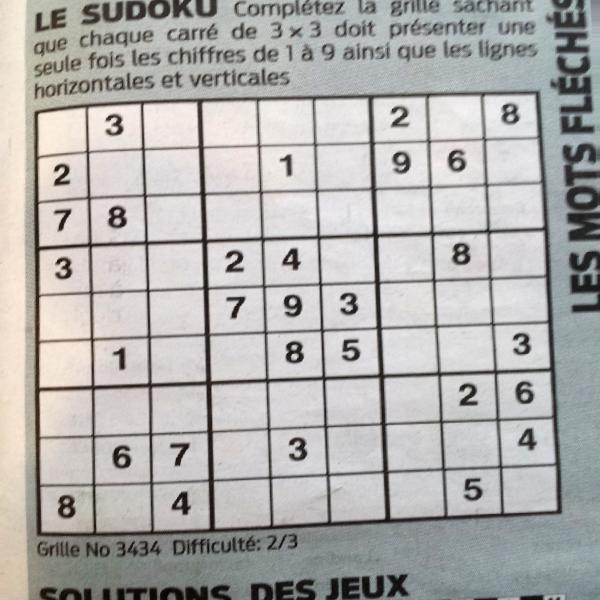 LE SUDOKU Complétez la grille sachant
que chaque carré de 3 x 3 doit présenter une
seule fois les chiffres de 1 à 9 ainsi que les lignes
horizontales et verticales
3 2 8
2 1 9 6
7 8
3 2 4 8
7 9 3
1 8 5 3
2 6
6 7 3 4
8 4 5
Grille No 3434 Difficulté: 2/3
SOLUTIONS DES JEUX
LES MOTS FLÉCHÉS